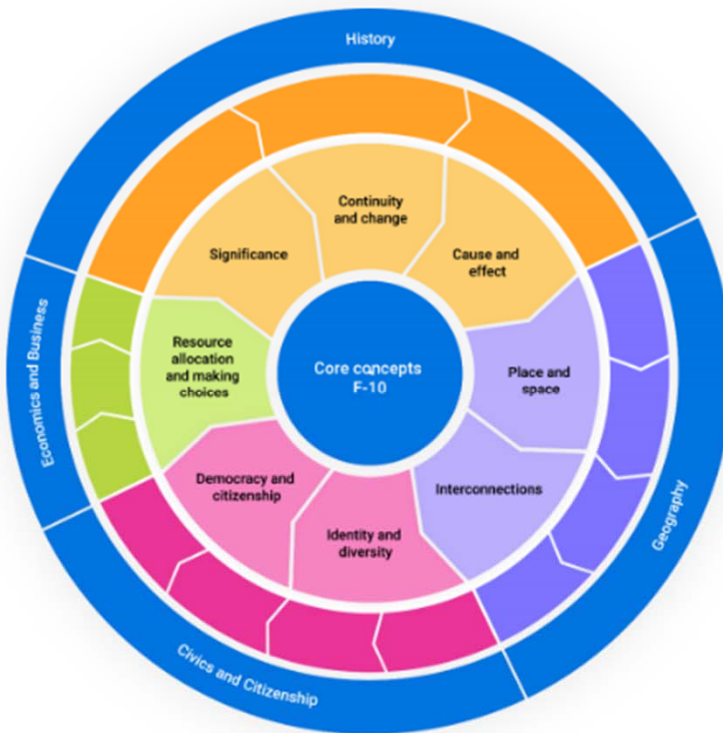 History
Continuity
and change
Significance
Cause and
effect
Resource
allocation
and making
choices
Core concepts
F-10
Place and
space
Economics and Business
Democracy and
citizenship
Interconnections
Identity and
diversity
Geography
Civics and Citizenship